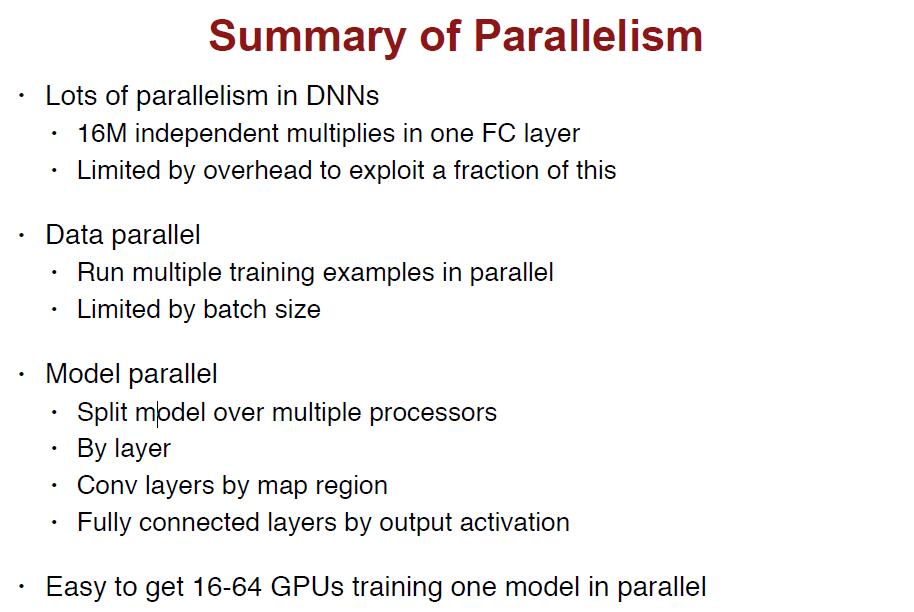 Summary of Parallelism
· Lots of parallelism in DNNs
· 16M independent multiplies in one FC layer
· Limited by overhead to exploit a fraction of this
· Data parallel
· Run multiple training examples in parallel
· Limited by batch size
· Model parallel
· Split model over multiple processors
· By layer
· Conv layers by map region
· Fully connected layers by output activation
· Easy to get 16-64 GPUs training one model in parallel